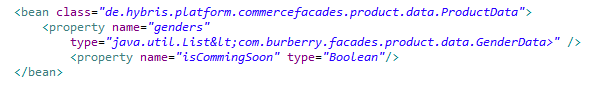 <bean class="de.hybris.platform.commercefacades.product.data.ProductData">
<property name="genders"
type="java.util.List&lt;com.burberry.facades.product.data.GenderData>" />
<property name="isCommingSoon" type="Boolean"/>
</bean>